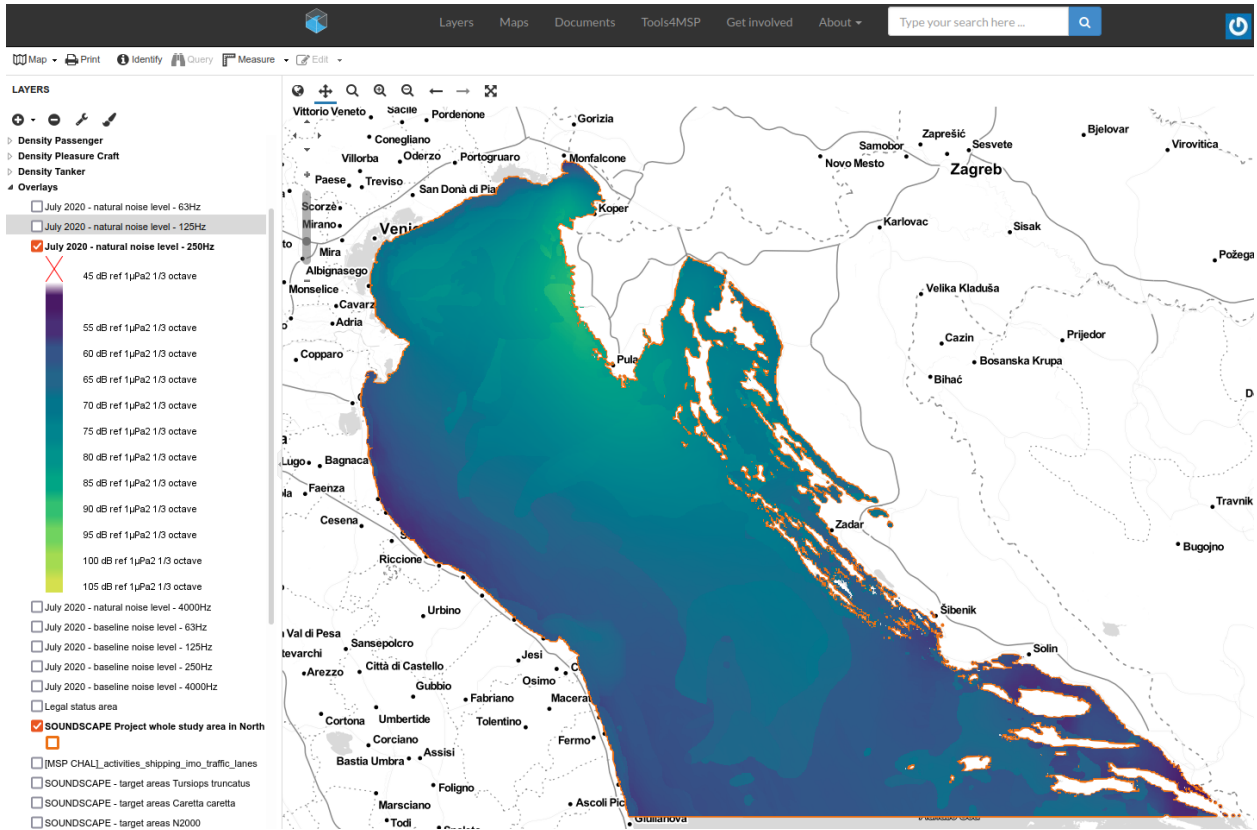 Layers Maps Documents Tools4MSP Get involved About
Type your search here ...
Map Print Identify Query Measure Edit
LAYERS
Density Passenger
Density Pleasure Craft
Density Tanker
Overlays
July 2020 - natural noise level - 63Hz
July 2020 - natural noise level - 125Hz
July 2020 - natural noise level - 250Hz
45 dB ref 1µPa2 1/3 octave
55 dB ref 1µPa2 1/3 octave
60 dB ref 1µPa2 1/3 octave
65 dB ref 1µPa2 1/3 octave
70 dB ref 1µPa2 1/3 octave
75 dB ref 1µPa2 1/3 octave
80 dB ref 1µPa2 1/3 octave
85 dB ref 1µPa2 1/3 octave
90 dB ref 1µPa2 1/3 octave
95 dB ref 1µPa2 1/3 octave
100 dB ref 1µPa2 1/3 octave
105 dB ref 1µPa2 1/3 octave
July 2020 - natural noise level - 4000Hz
July 2020 - baseline noise level - 63Hz
July 2020 - baseline noise level - 125Hz
July 2020 - baseline noise level - 250Hz
July 2020 - baseline noise level - 4000Hz
Legal status area
SOUNDSCAPE Project whole study area in North
[MSP CHAL]_activities_shipping_imo_traffic_lanes
SOUNDSCAPE - target areas Tursiops truncatus
SOUNDSCAPE - target areas Caretta caretta
SOUNDSCAPE - target areas N2000
Vittorio Veneto
Sacile
Pordenone
Gorizia
Conegliano
Villorba
Oderzo
Portogruaro
Monfalcone
Paese
Treviso
San Donà di Pia
Scorzè
Koper
Mirano
Veni
Mira
Albignasego
Monselice
Cavarz
Adria
Copparo
Pula
Lugo
Bagnaca
Faenza
Cesena
Riccione
Urbino
Val di Pesa
Sansepolcro
tevarchi
Arezzo
Città di Castello
Jesi
Osimo
Gubbio
Fabriano
Macerat
Cortona
Umbertide
Tolentino
Corciano
Fermo
Assisi
Bastia Umbra
Foligno
Marsciano
Ascoli Pic
Todi
Giulianova
Samobor
Zaprešić
Sesvete
Bjelovar
Virovitica
Novo Mesto
Zagreb
Karlovac
Sisak
Požega
Velika Kladuša
Cazin
Prijedor
Bosanska Krupa
Bihać
Zadar
Travnik
Bugojno
Šibenik
Solin